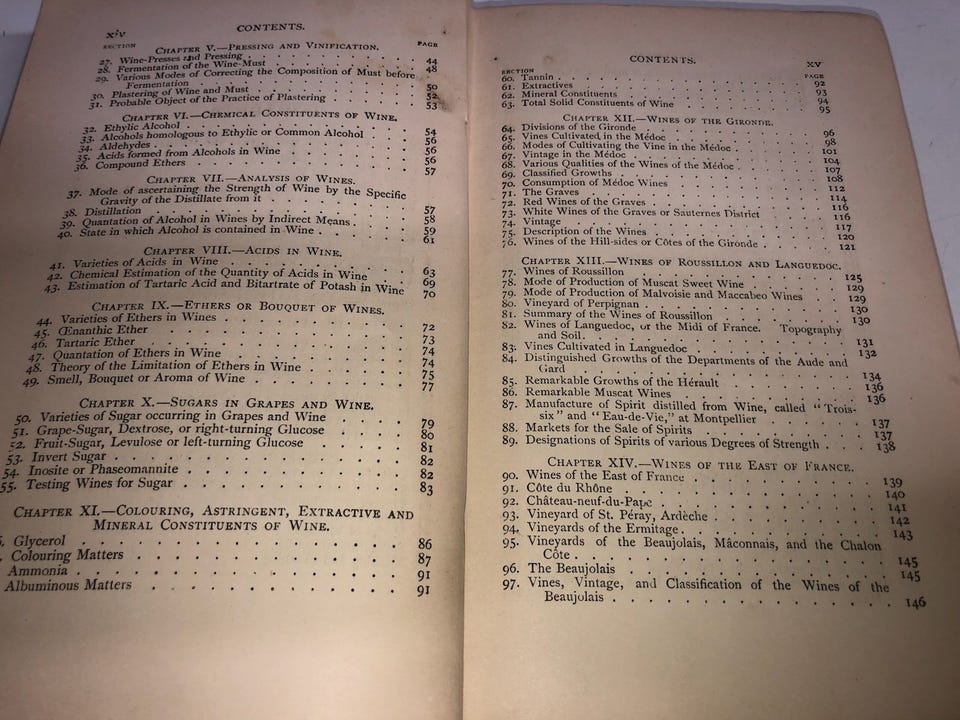 xiv
CONTENTS.
SECTION PAGE
CHAPTER V.—PRESSING AND VINIFICATION.
27. Wine-Presses and Pressing . . . . 44
28. Fermentation of the Wine-Must . . . . 48
29. Various Modes of Correcting the Composition of Must before
Fermentation . . . . 50
30. Plastering of Wine and Must . . . . 52
31. Probable Object of the Practice of Plastering . . . . 53
CHAPTER VI.—CHEMICAL CONSTITUENTS OF WINE.
32. Ethylic Alcohol . . . . 54
33. Alcohols homologous to Ethylic or Common Alcohol . . . . 56
34. Aldehydes . . . . 56
35. Acids formed from Alcohols in Wine . . . . 56
36. Compound Ethers . . . . 57
CHAPTER VII.—ANALYSIS OF WINES.
37. Mode of ascertaining the Strength of Wine by the Specific
Gravity of the Distillate from it . . . . 57
38. Distillation . . . . 58
39. Quantation of Alcohol in Wines by Indirect Means . . . . 59
40. State in which Alcohol is contained in Wine . . . . 61
CHAPTER VIII.—ACIDS IN WINE.
41. Varieties of Acids in Wine . . . . 63
42. Chemical Estimation of the Quantity of Acids in Wine . . . . 69
43. Estimation of Tartaric Acid and Bitartrate of Potash in Wine 70
CHAPTER IX.—ETHERS OR BOUQUET OF WINES.
44. Varieties of Ethers in Wines . . . . 72
45. Œnanthic Ether . . . . 73
46. Tartaric Ether . . . . 74
47. Quantation of Ethers in Wine . . . . 74
48. Theory of the Limitation of Ethers in Wine . . . . 75
49. Smell, Bouquet or Aroma of Wine . . . . 77
CHAPTER X.—SUGARS IN GRAPES AND WINE.
50. Varieties of Sugar occurring in Grapes and Wine . . . . 79
51. Grape-Sugar, Dextrose, or right-turning Glucose . . . . 80
52. Fruit-Sugar, Levulose or left-turning Glucose . . . . 81
53. Invert Sugar . . . . 82
54. Inosite or Phaseomannite . . . . 82
55. Testing Wines for Sugar . . . . 83
CHAPTER XI.—COLOURING, ASTRINGENT, EXTRACTIVE AND
MINERAL CONSTITUENTS OF WINE.
Glycerol . . . . 86
Colouring Matters . . . . 87
Ammonia . . . . 91
Albuminous Matters . . . . 91
CONTENTS. xv
SECTION PAGE
60. Tannin . . . . 92
61. Extractives . . . . 93
62. Mineral Constituents . . . . 94
63. Total Solid Constituents of Wine . . . . 95
CHAPTER XII.—WINES OF THE GIRONDE.
64. Divisions of the Gironde . . . . 96
65. Vines Cultivated in the Médoc . . . . 98
66. Modes of Cultivating the Vine in the Médoc . . . . 101
67. Vintage in the Médoc . . . . 104
68. Various Qualities of the Wines of the Médoc . . . . 107
69. Classified Growths . . . . 108
70. Consumption of Médoc Wines . . . . 112
71. The Graves . . . . 114
72. Red Wines of the Graves . . . . 116
73. White Wines of the Graves or Sauternes District . . . . 116
74. Vintage . . . . 117
75. Description of the Wines . . . . 120
76. Wines of the Hill-sides or Côtes of the Gironde . . . . 121
CHAPTER XIII.—WINES OF ROUSSILLON AND LANGUEDOC.
77. Wines of Roussillon . . . . 125
78. Mode of Production of Muscat Sweet Wine . . . . 129
79. Mode of Production of Malvoisie and Maccabeo Wines 129
80. Vineyard of Perpignan . . . . 130
81. Summary of the Wines of Roussillon . . . . 130
82. Wines of Languedoc, or the Midi of France. Topography
and Soil . . . . 131
83. Vines Cultivated in Languedoc . . . . 132
84. Distinguished Growths of the Departments of the Aude and
Gard . . . . 134
85. Remarkable Growths of the Hérault . . . . 136
86. Remarkable Muscat Wines . . . . 136
87. Manufacture of Spirit distilled from Wine, called "Trois-
six" and "Eau-de-Vie," at Montpellier . . . . 137
88. Markets for the Sale of Spirits . . . . 137
89. Designations of Spirits of various Degrees of Strength . . . . 138
CHAPTER XIV.—WINES OF THE EAST OF FRANCE.
90. Wines of the East of France . . . . 139
91. Côte du Rhône . . . . 140
92. Château-neuf-du-Pape . . . . 141
93. Vineyard of St. Péray, Ardèche . . . . 142
94. Vineyards of the Ermitage . . . . 143
95. Vineyards of the Beaujolais, Mâconnais, and the Chalon
Côte . . . . 145
96. The Beaujolais . . . . 145
97. Vines, Vintage, and Classification of the Wines of the
Beaujolais . . . . 146